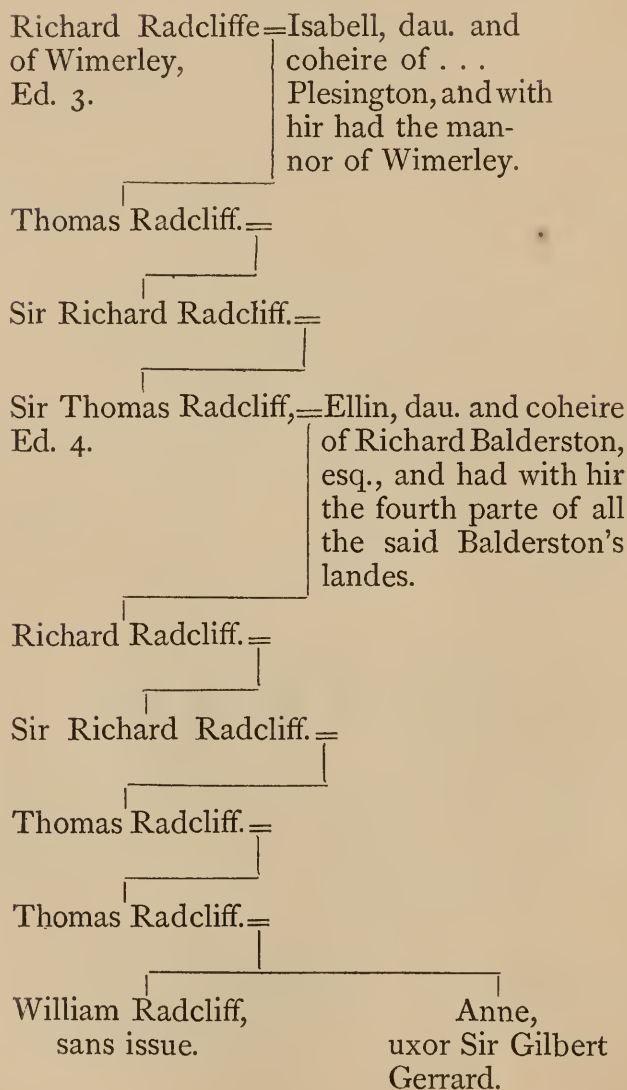 Richard Radcliffe=Isabell, dau. and
of Wimerley, coheire of . . .
Ed. 3. Plesington, and with
hir had the man-
nor of Wimerley.
Thomas Radcliff.=
Sir Richard Radcliff.=
Sir Thomas Radcliff,=Ellin, dau. and coheire
Ed. 4. of Richard Balderston,
esq., and had with hir
the fourth parte of all
the said Balderston's
landes.
Richard Radcliff.=
Sir Richard Radcliff.=
Thomas Radcliff.=
Thomas Radcliff.=
William Radcliff, Anne,
sans issue. uxor Sir Gilbert
Gerrard.